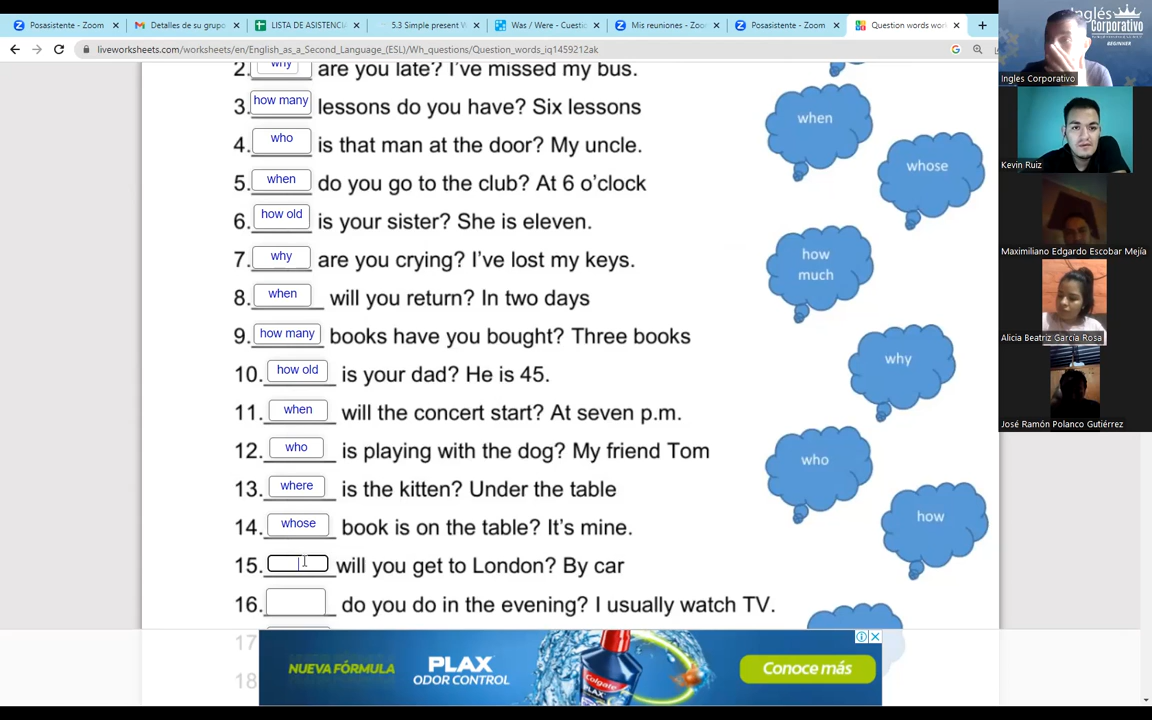 Posasistente - Zoom
Detalles de su grupo
LISTA DE ASISTENCIA
5.3 Simple present W
Was / Were - Cuestio
Mis reuniones - Zoom
Posasistente - Zoom
Question words work
liveworksheets.com/worksheets/en/English_as_a_Second_Language_(ESL)/Wh_questions/Question_words_iq1459212ak
2. why are you late? I've missed my bus.
3. how many lessons do you have? Six lessons
4. who is that man at the door? My uncle.
5. when do you go to the club? At 6 o'clock
6. how old is your sister? She is eleven.
7. why are you crying? I've lost my keys.
8. when will you return? In two days
9. how many books have you bought? Three books
10. how old is your dad? He is 45.
11. when will the concert start? At seven p.m.
12. who is playing with the dog? My friend Tom
13. where is the kitten? Under the table
14. whose book is on the table? It's mine.
15. will you get to London? By car
16. do you do in the evening? I usually watch TV.
17
18
when
whose
how
much
why
who
how
NUEVA FÓRMULA
PLAX
ODOR CONTROL
Colgate
PLAX
Conoce más
Inglés
Corporativo
BEGINNER
Ingles Corporativo
Kevin Ruiz
Maximiliano Edgardo Escobar Mejía
Alicia Beatriz García Rosa
José Ramón Polanco Gutiérrez